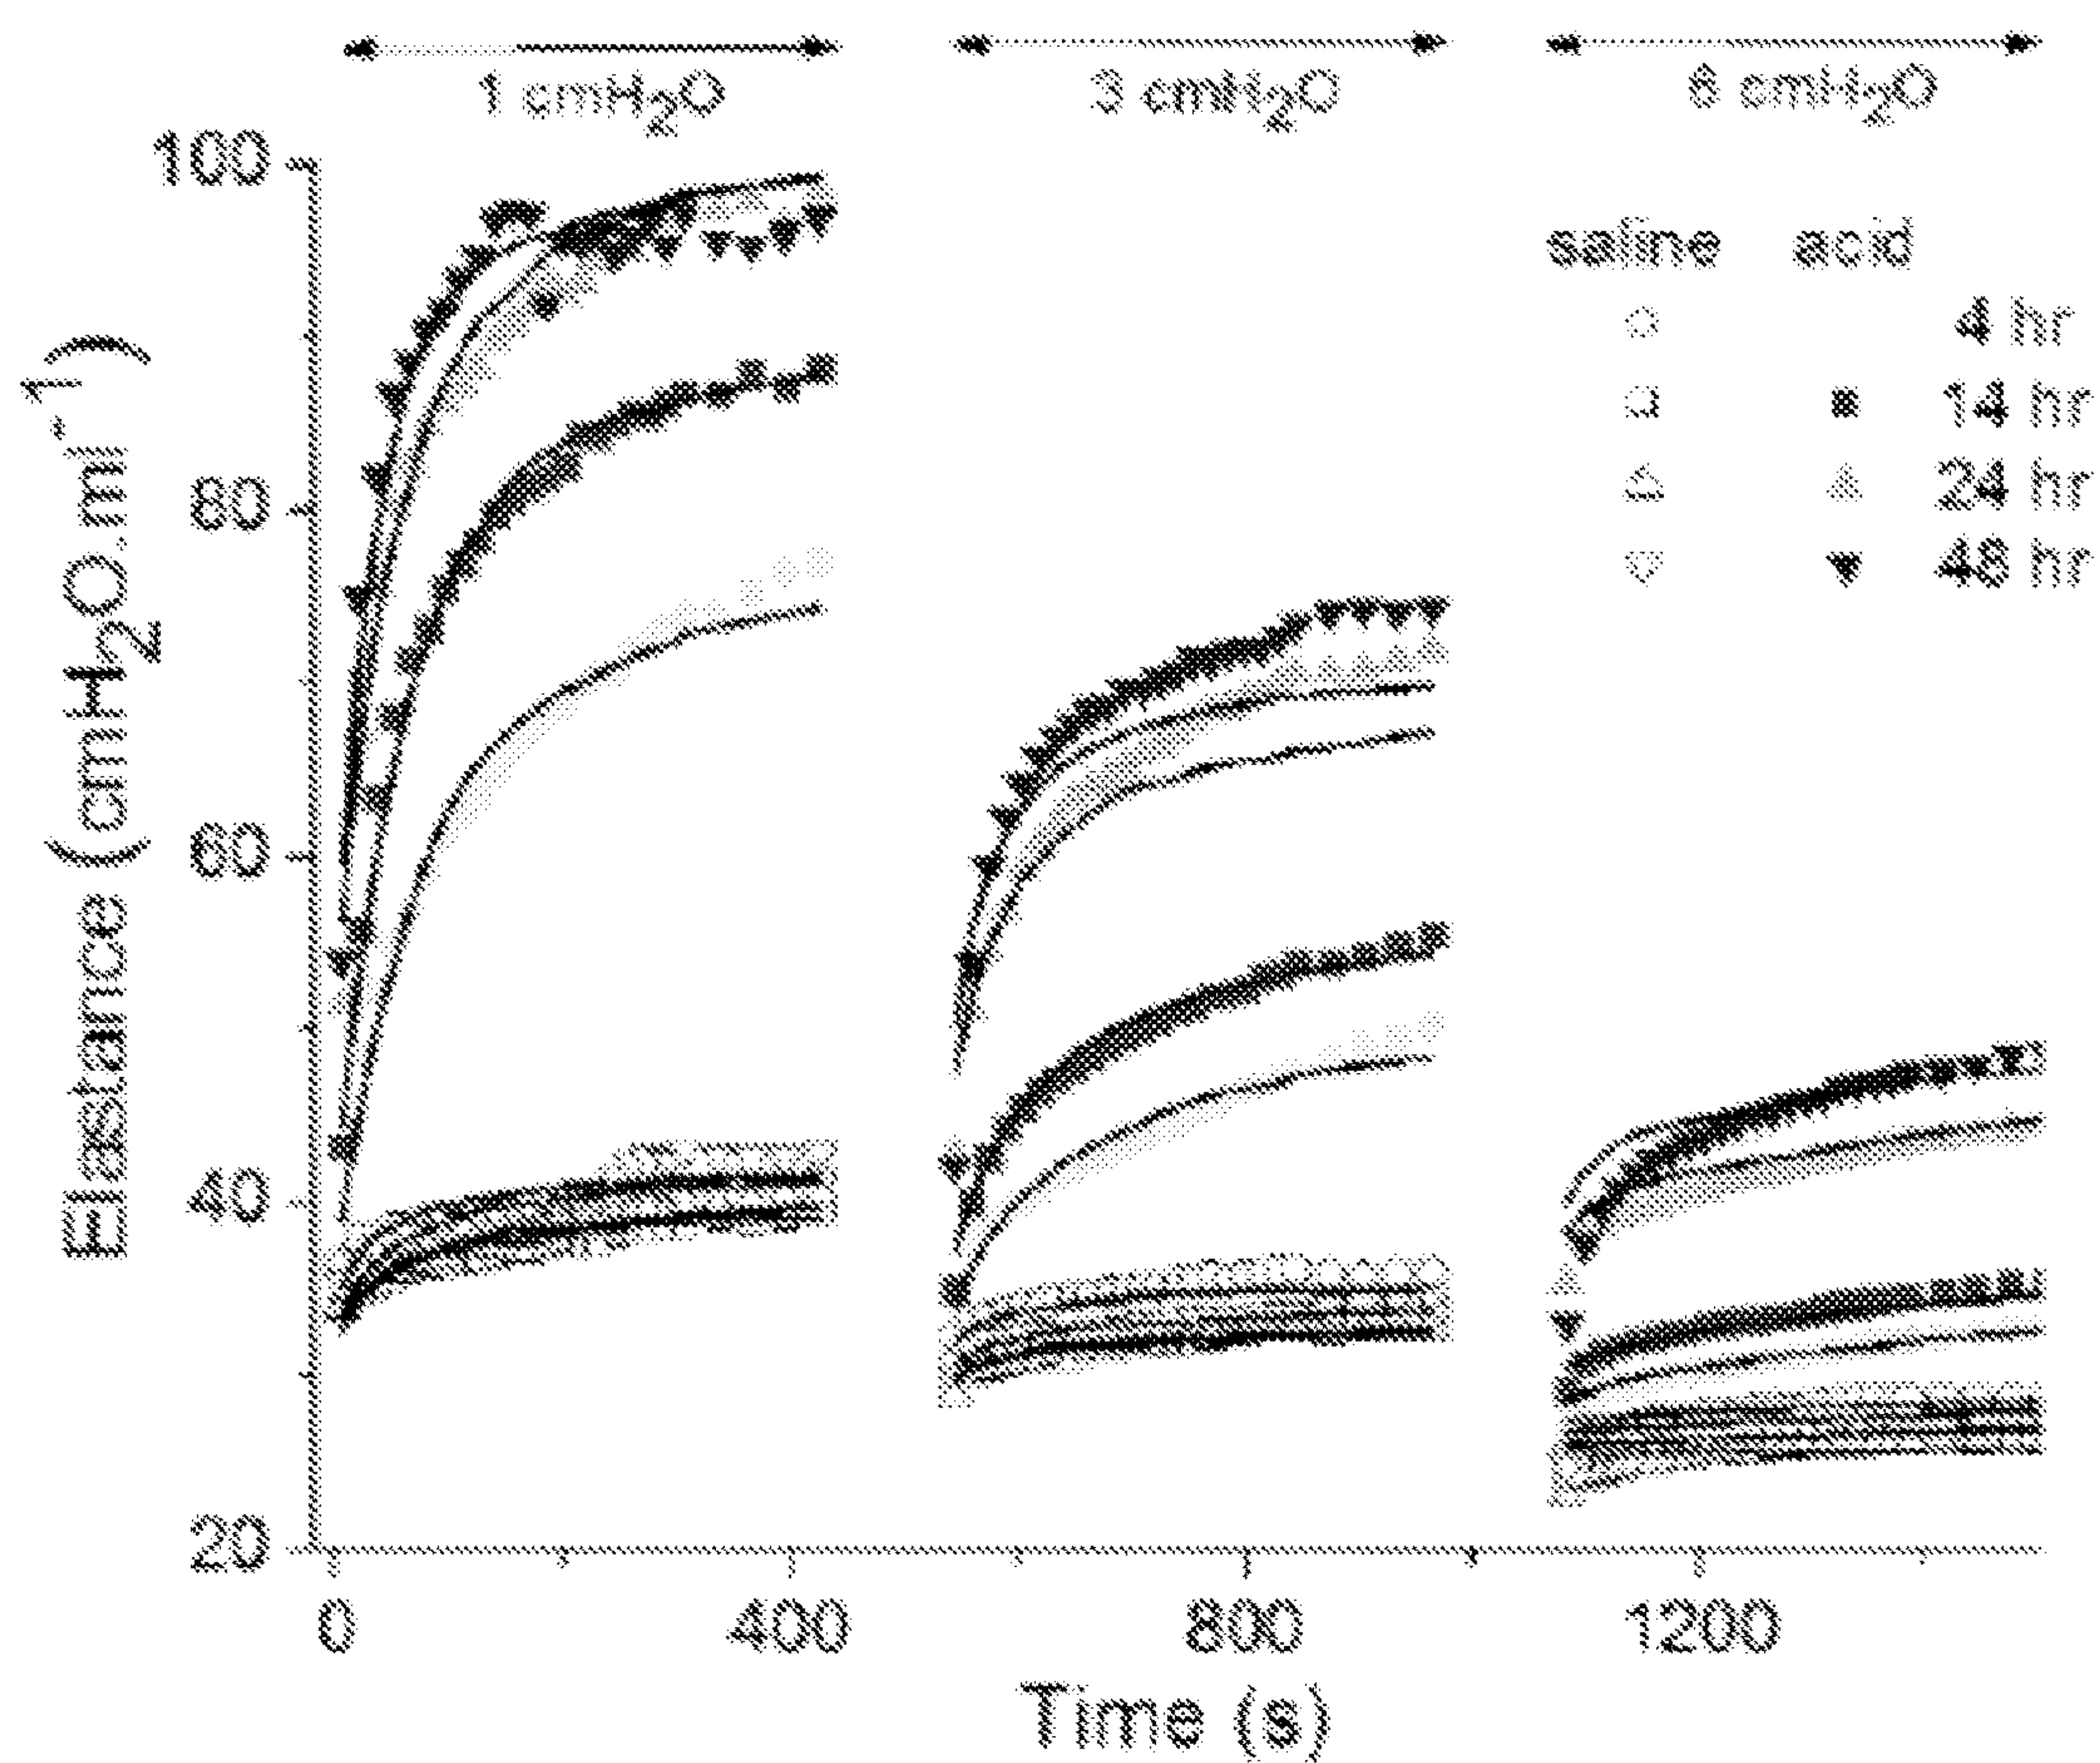 1 cmH2O
3 cmH2O
6 cmH2O
100
80
60
40
20
Elastance (cmH2O.ml-1)
saline acid
4 hr
14 hr
24 hr
48 hr
0
400
800
1200
Time (s)